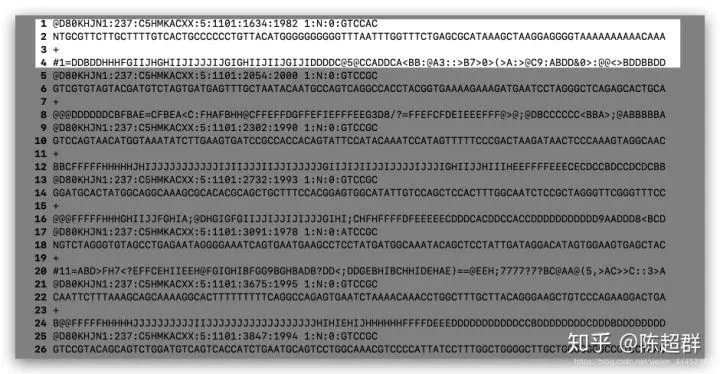 1 @D80KHJN1:237:C5HMKACXX:5:1101:1634:1982 1:N:0:GTCCAC
2 NTGCGTTCTTGCTTTTGTCACTGCCCCCCTGTTACATGGGGGGGGGGTTTAATTTGGTTTCTGAGCGCATAAAGCTAAGGAGGGGTAAAAAAAAAACAAA
3 +
4 #1=DDBDDHHHFGIIJHGHIIJIJJJIJGIGHIIJIIJGIJIDDDDC@5@CCADDCA<BB:@A3::>B7>0>(>A:>@C9:ABDD&0>:@@<>BDDBBDD
5 @D80KHJN1:237:C5HMKACXX:5:1101:2054:2000 1:N:0:GTCCGC
6 GTCGTGTAGTACGATGTCTAGTGATGAGTTTGCTAATACAATGCCAGTCAGGCCACCTACGGTGAAAAGAAAGATGAATCCTAGGGCTCAGAGCACTGCA
7 +
8 @@@DDDDDDCBFBAE=CFBEA<C:FHAFBHH@CFFEFFDGFFEFIEFFFEEG3D8/?=FFEFCFDEIEEEFFF@>@;@DBCCCCCC<BBA>;@ABBBBBA
9 @D80KHJN1:237:C5HMKACXX:5:1101:2302:1990 1:N:0:GTCCGC
10 GTCCAGTAACATGGTAAATATCTTGAAGTGATCCGCCACCACAGTATTCCATACAAATCCATAGTTTTTCCCGACTAAGATAACTCCCAAAGTAGGCAAC
11 +
12 BBCFFFFFHHHHHJHIJJJJJJJJJJJIJIJJIJJJIJJIJJJJGIIJIJIJJIJJJIJJJIJJJIGHIIJJHIIIHEEFFFFEEECECDCCBDCCDCDCBB
13 @D80KHJN1:237:C5HMKACXX:5:1101:2732:1993 1:N:0:GTCCGC
14 GGATGCACTATGGCAGGCAAAGCGCACACGCAGCTGCTTTCCACGGAGTGGCATATTGTCCAGCTCCACTTTGGCAATCTCCGCTAGGGTTCGGGTTTCC
15 +
16 @@@FFFFFHHHGHIIJJFGHIA;@DHGIGFGIIJJIJJIJIJJJGIHI;CHFHFFFFDFEEEEECDDDCACDDCCACCDDDDDDDDDDD9AADDD8<BCD
17 @D80KHJN1:237:C5HMKACXX:5:1101:3091:1978 1:N:0:ATCCGC
18 NGTCTAGGGTGTAGCCTGAGAATAGGGGAAATCAGTGAATGAAGCCTCCTATGATGGCAAATACAGCTCCTATTGATAGGACATAGTGGAAGTGAGCTAC
19 +
20 #11=ABD>FH7<?EFFCEHIIEEH@FGIGHIBFGG9BGHBADB?DD<;DDGEBHIBCHHIDEHAE)==@EEH;7777?7?BC@AA@(5,>AC>>C::3>A
21 @D80KHJN1:237:C5HMKACXX:5:1101:3675:1995 1:N:0:GTCCGC
22 CAATTCTTTAAAGCAGCAAAAGGCACTTTTTTTTTCAGGCCAGAGTGAATCTAAAACAAACCTGGCTTTGCTTACAGGGAAGCTGTCCCAGAAGGACTGA
23 +
24 B@@FFFFFHHHHHJJJJJJJJJJIIJJJJJJJJJJJJJJJJJJJJJHIHIEHIJHHHHHHFFFFDEEEDDDDDDDDDDDDCCBDDDDDDDDCDDDBDDDDDDDD
25 @D80KHJN1:237:C5HMKACXX:5:1101:3847:1994 1:N:0:GTCCGC
26 GTCCGTACAGCAGTCTGGATGTCAGTCACCATCTGAATGCAGTCCTGGCAAACGTCCCCATTATCCTTTGGCTGGGGCTTGCT
知乎 @陈超群